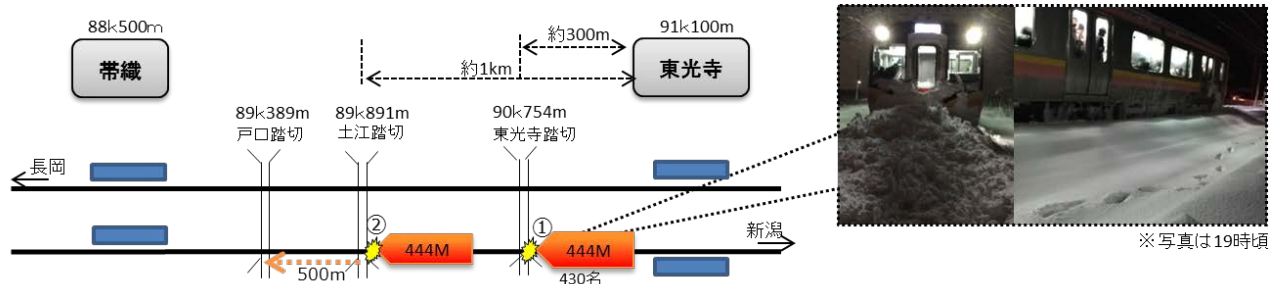 88k500m
帯織
約300m
91k100m
東光寺
約1km
89k389m
戸口踏切
89k891m
土江踏切
90k754m
東光寺踏切
長岡
新潟
②
444M
①
444M
430名
500m
※写真は19時頃